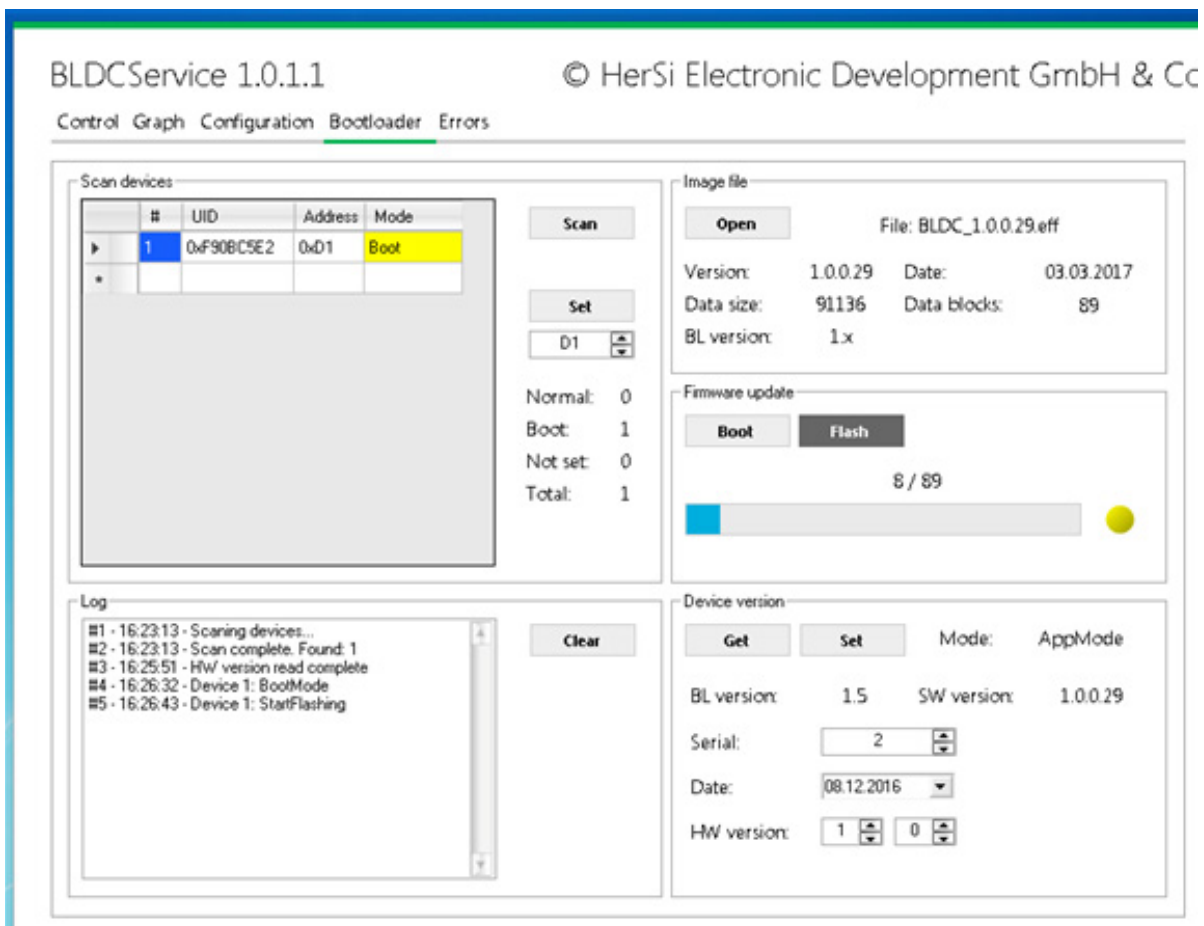 BLDCService 1.0.1.1 © HerSi Electronic Development GmbH & Co
Control Graph Configuration Bootloader Errors
Scan devices
# UID Address Mode
1 0xF90BC5E2 0xD1 Boot
*
Scan
Set
D1
Normal: 0
Boot: 1
Not set: 0
Total: 1
Image file
Open File: BLDC_1.0.0.29.eff
Version: 1.0.0.29 Date: 03.03.2017
Data size: 91136 Data blocks: 89
BL version: 1.x
Firmware update
Boot Flash
8 / 89
Log
#1 - 16:23:13 - Scaning devices...
#2 - 16:23:13 - Scan complete. Found: 1
#3 - 16:25:51 - HW version read complete
#4 - 16:26:32 - Device 1: BootMode
#5 - 16:26:43 - Device 1: StartFlashing
Clear
Device version
Get Set Mode: AppMode
BL version: 1.5 SW version: 1.0.0.29
Serial: 2
Date: 08.12.2016
HW version: 1 0